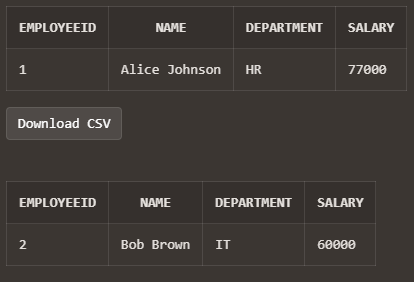 EMPLOYEEID NAME DEPARTMENT SALARY
1 Alice Johnson HR 77000
Download CSV
EMPLOYEEID NAME DEPARTMENT SALARY
2 Bob Brown IT 60000